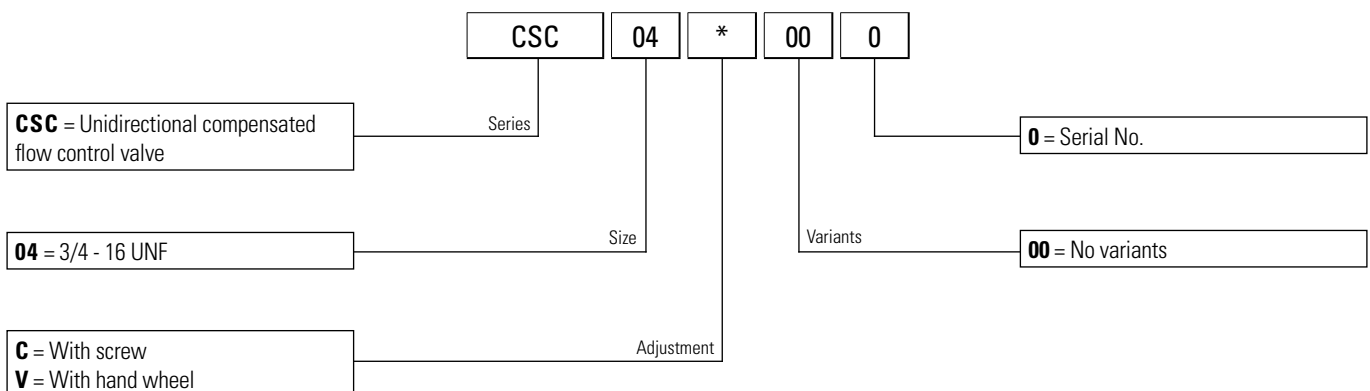 CSC 04 * 00 0
CSC = Unidirectional compensated
flow control valve
Series
0 = Serial No.
04 = 3/4 - 16 UNF
Size
Variants
00 = No variants
C = With screw
V = With hand wheel
Adjustment